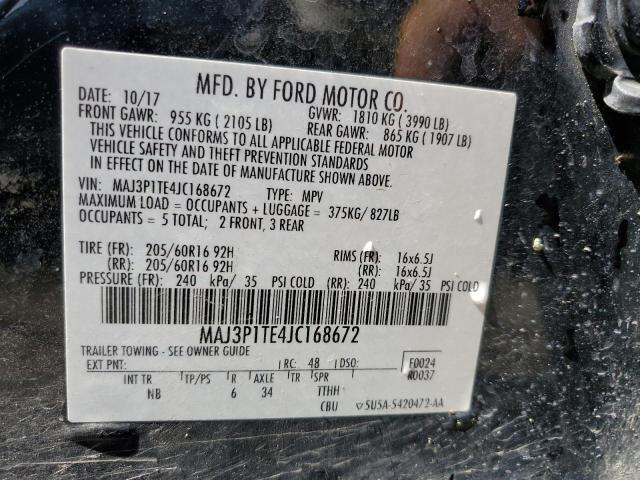 MFD. BY FORD MOTOR CO.
DATE: 10/17 GVWR: 1810 KG (3990 LB)
FRONT GAWR: 955 KG (2105 LB) REAR GAWR: 865 KG (1907 LB)
THIS VEHICLE CONFORMS TO ALL APPLICABLE FEDERAL MOTOR
VEHICLE SAFETY AND THEFT PREVENTION STANDARDS
IN EFFECT ON THE DATE OF MANUFACTURE SHOWN ABOVE.
VIN: MAJ3P1TE4JC168672 TYPE: MPV
MAXIMUM LOAD = OCCUPANTS + LUGGAGE = 375KG/ 827LB
OCCUPANTS = 5 TOTAL; 2 FRONT, 3 REAR
TIRE (FR): 205/60R16 92H RIMS (FR): 16x6.5J
(RR): 205/60R16 92H (RR): 16x6.5J
PRESSURE (FR): 240 kPa/ 35 PSI COLD (RR): 240 kPa/ 35 PSI COLD
MAJ3P1TE4JC168672
TRAILER TOWING - SEE OWNER GUIDE
EXT PNT: RC: 48 DSO: F0024
R0037
INT TR TP/PS R AXLE TR SPR
NB 6 34 TTHH
CBU 5U5A-5420472-AA